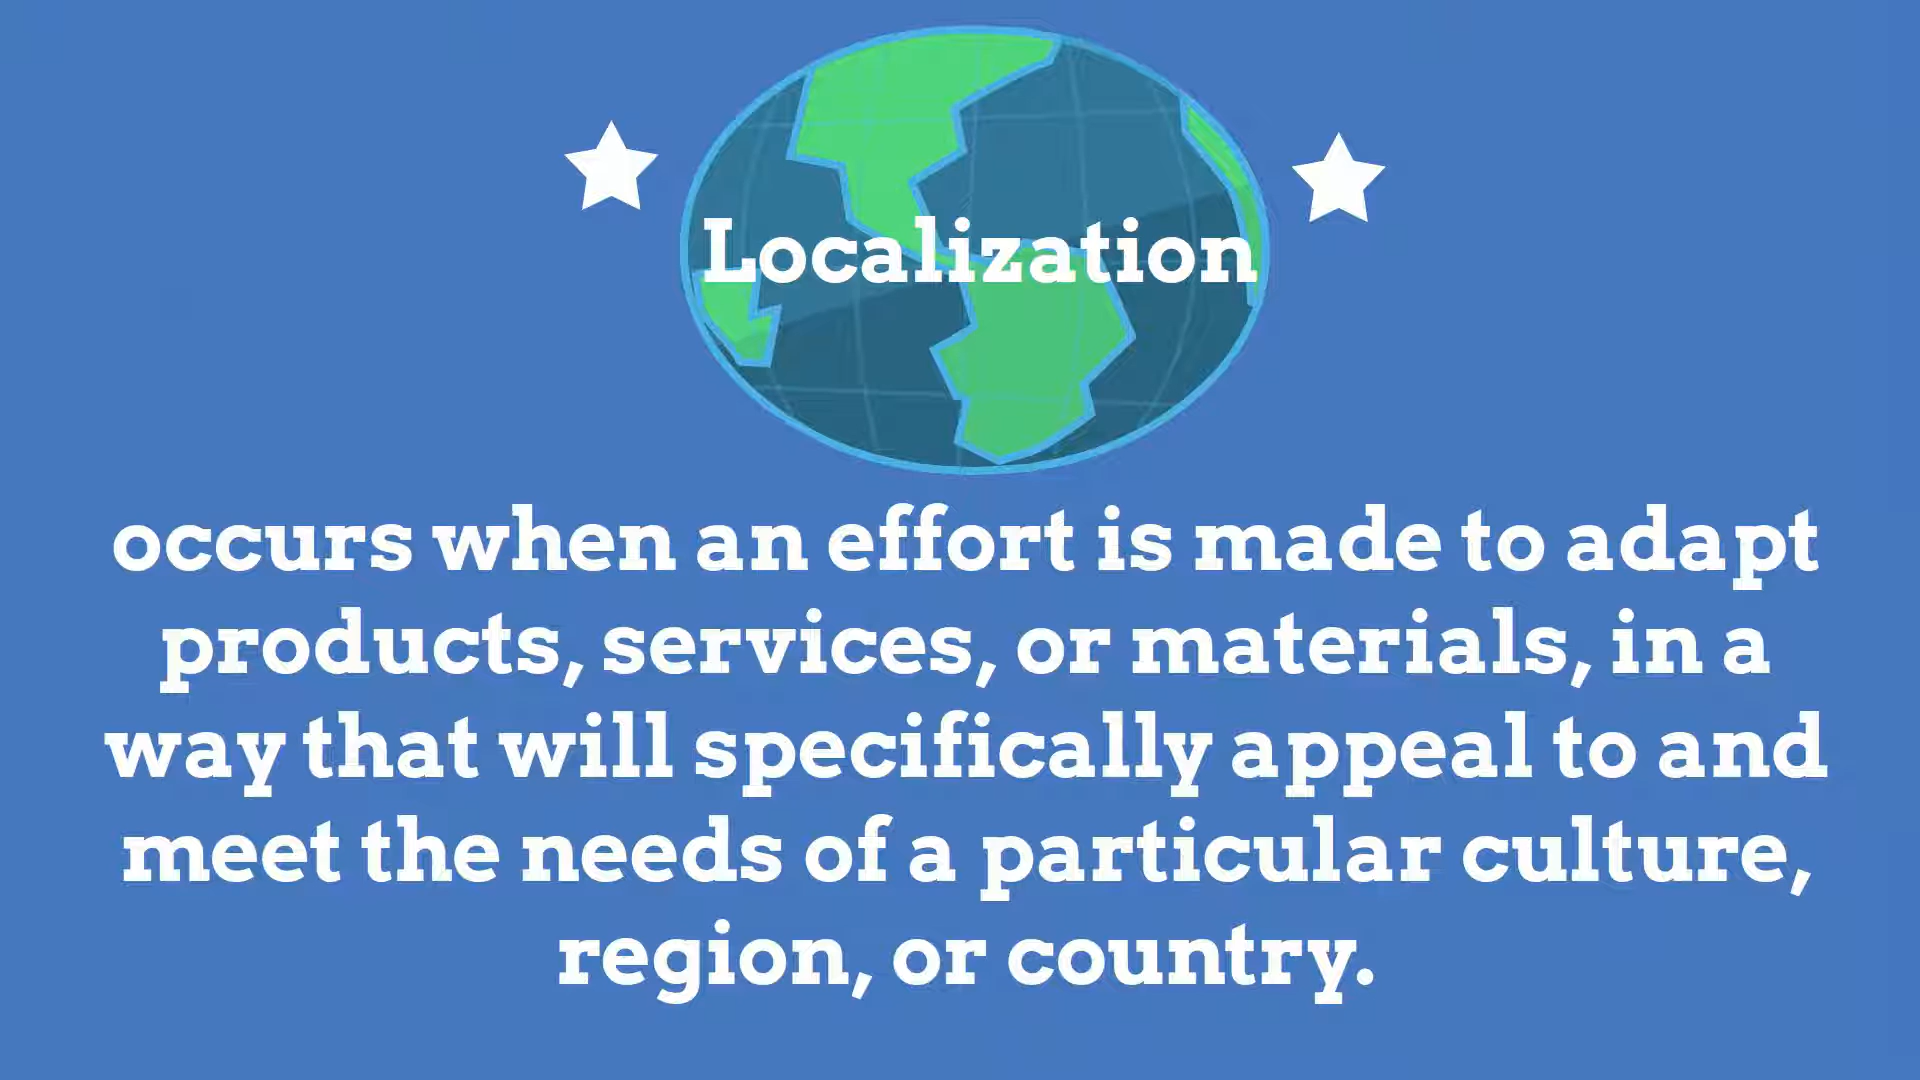 Localization
occurs when an effort is made to adapt
products, services, or materials, in a
way that will specifically appeal to and
meet the needs of a particular culture,
region, or country.